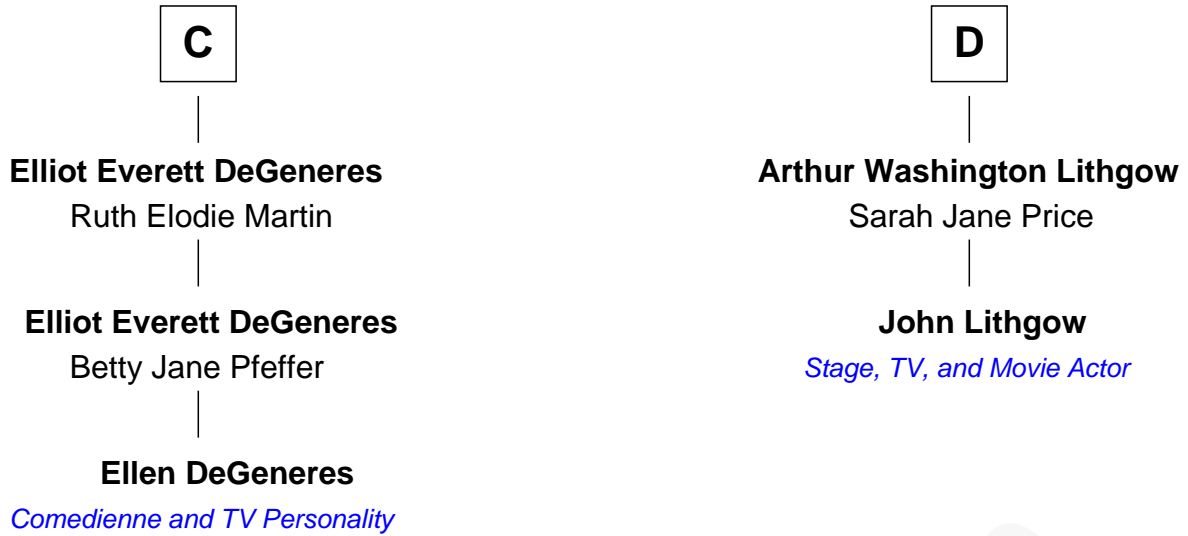 C
Elliot Everett DeGeneres
Ruth Elodie Martin
Elliot Everett DeGeneres
Betty Jane Pfeffer
Ellen DeGeneres
Comedienne and TV Personality
D
Arthur Washington Lithgow
Sarah Jane Price
John Lithgow
Stage, TV, and Movie Actor